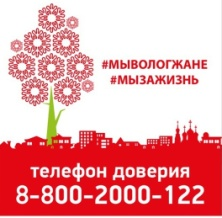 #МЫВОЛОГЖАНЕ
#МЫЗАЖИЗНЬ
телефон доверия
8-800-2000-122